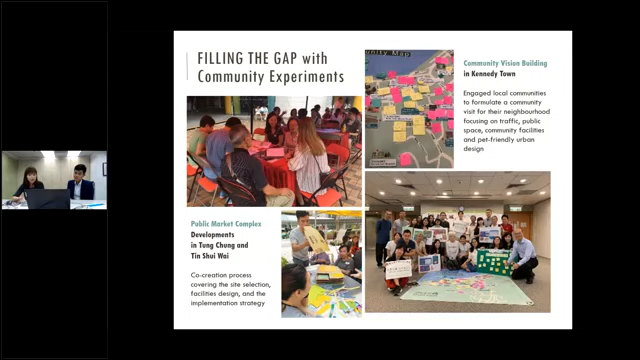 FILLING THE GAP with
Community Experiments
Community Vision Building
in Kennedy Town
Engaged local communities
to formulate a community
visit for their neighbourhood
focusing on traffic, public
space, community facilities
and pet-friendly urban
design
Public Market Complex
Developments
in Tung Chung and
Tin Shui Wai
Co-creation process
covering the site selection,
facilities design, and the
implementation strategy